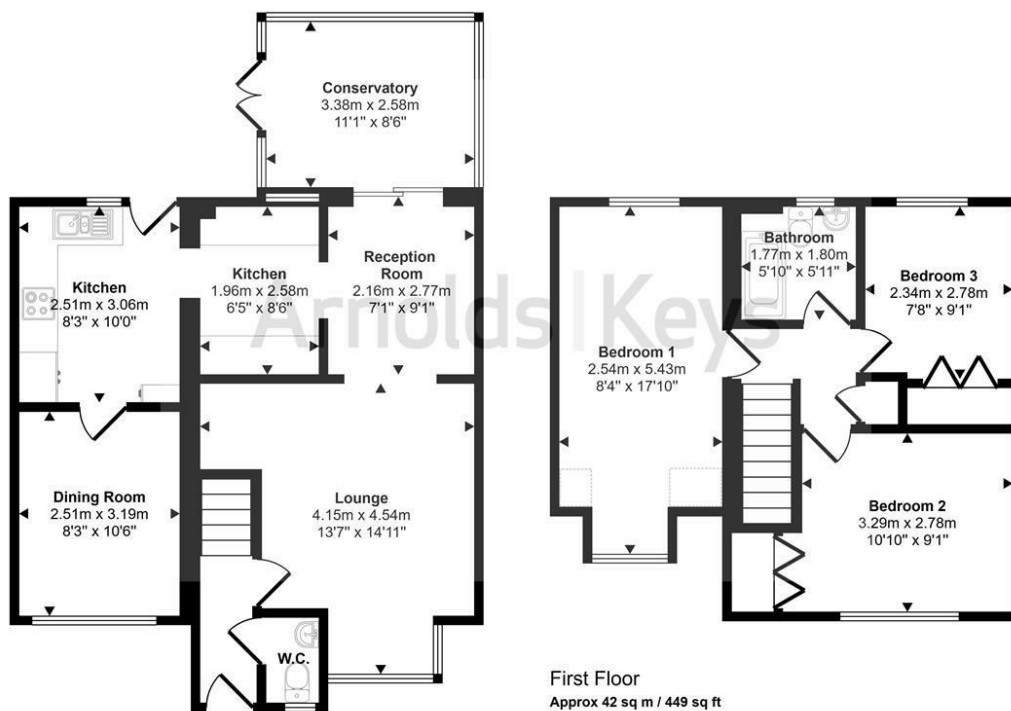 Conservatory
3.38m x 2.58m
11'1" x 8'6"
Kitchen
2.51m x 3.06m
8'3" x 10'0"
Kitchen
1.96m x 2.58m
6'5" x 8'6"
Reception
Room
2.16m x 2.77m
7'1" x 9'1"
Arnolds Keys
Dining Room
2.51m x 3.19m
8'3" x 10'6"
Lounge
4.15m x 4.54m
13'7" x 14'11"
W.C.
Bathroom
1.77m x 1.80m
5'10" x 5'11"
Bedroom 3
2.34m x 2.78m
7'8" x 9'1"
Bedroom 1
2.54m x 5.43m
8'4" x 17'10"
Bedroom 2
3.29m x 2.78m
10'10" x 9'1"
First Floor
Approx 42 sq m / 449 sq ft